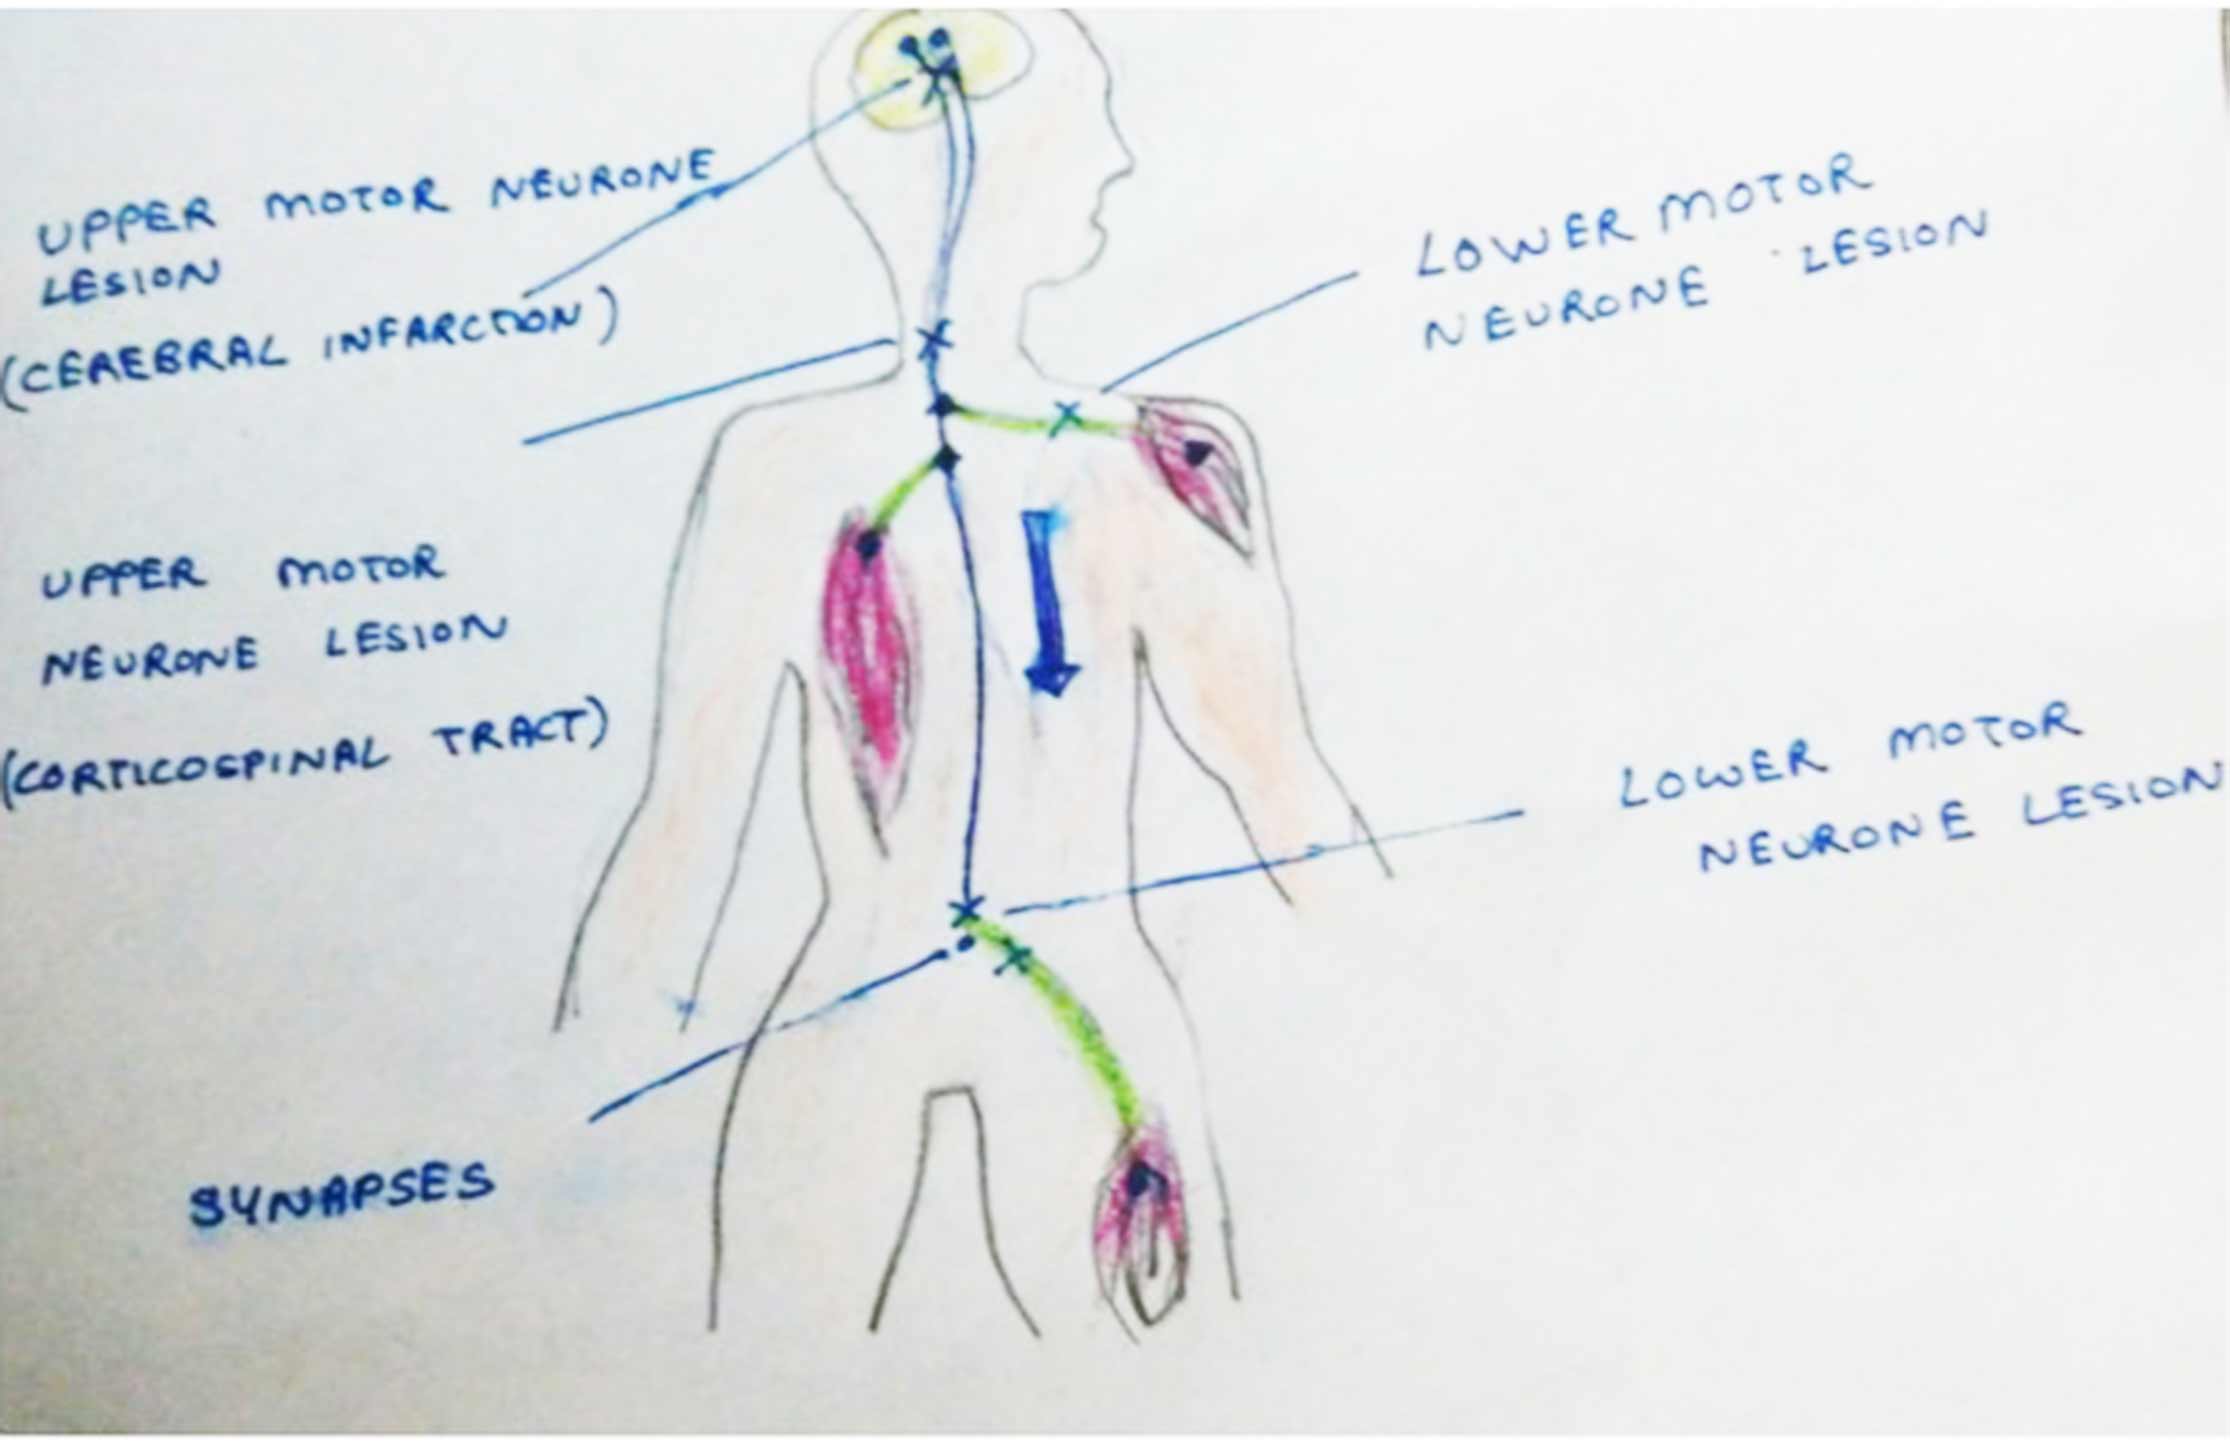 UPPER MOTOR NEURONE
LESION
(CEREBRAL INFARCTION)
LOWER MOTOR
NEURONE LESION
UPPER MOTOR
NEURONE LESION
(CORTICOSPINAL TRACT)
LOWER MOTOR
NEURONE LESION
SYNAPSES